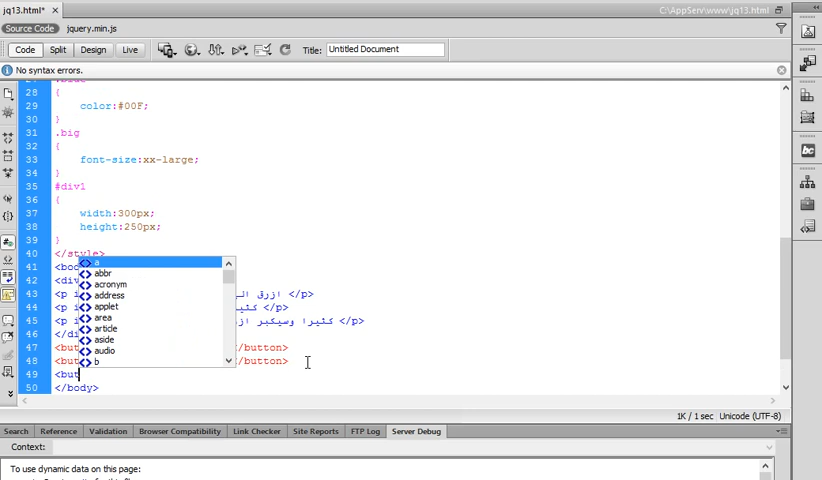 jq13.html*
C:\AppServ\www\jq13.html
Source Code jquery.min.js
Code Split Design Live Title: Untitled Document
No syntax errors.
28 {
29 color:#00F;
30 }
31 .big
32 {
33 font-size:xx-large;
34 }
35 #div1
36 {
37 width:300px;
38 height:250px;
39 }
40 </style>
41 <bo
42 <div
43 <p i ازرق </p>
44 <p i </p>
45 <p i كثيرا وسيكبر </p>
46 </di
47 <but </button>
48 <but </button>
49 <but
50 </body>
a
abbr
acronym
address
applet
area
article
aside
audio
b
1K / 1 sec Unicode (UTF-8)
Search Reference Validation Browser Compatibility Link Checker Site Reports FTP Log Server Debug
Context:
To use dynamic data on this page: